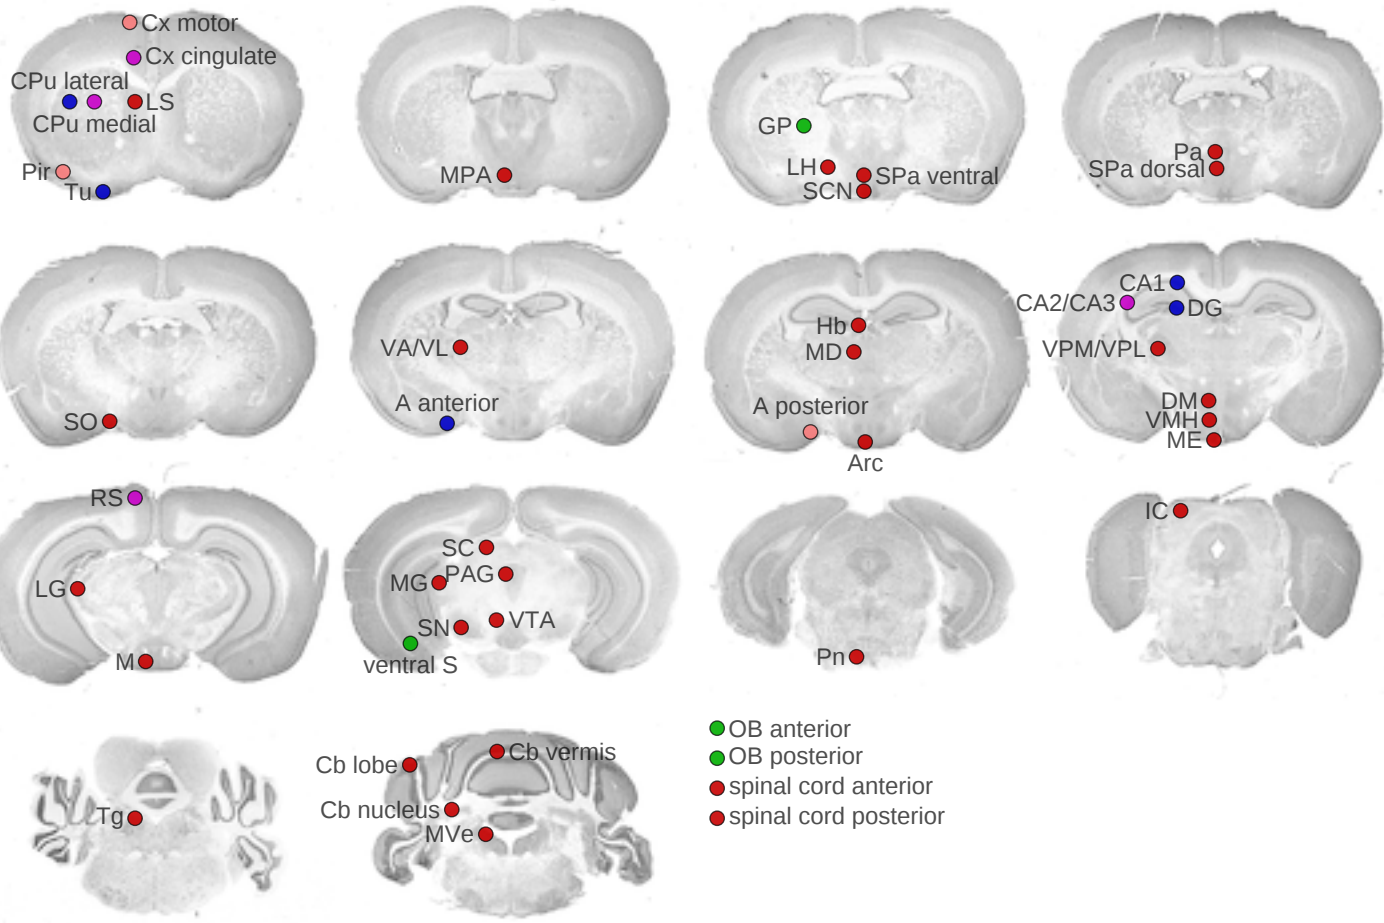 Cx motor
Cx cingulate
CPu lateral
LS
CPu medial
Pir
Tu
MPA
GP
LH
SPa ventral
SCN
Pa
SPa dorsal
SO
VA/VL
A anterior
Hb
MD
A posterior
Arc
CA1
CA2/CA3
DG
VPM/VPL
DM
VMH
ME
RS
LG
M
SC
MG
PAG
SN
VTA
ventral S
Pn
IC
Tg
Cb lobe
Cb vermis
Cb nucleus
MVe
OB anterior
OB posterior
spinal cord anterior
spinal cord posterior